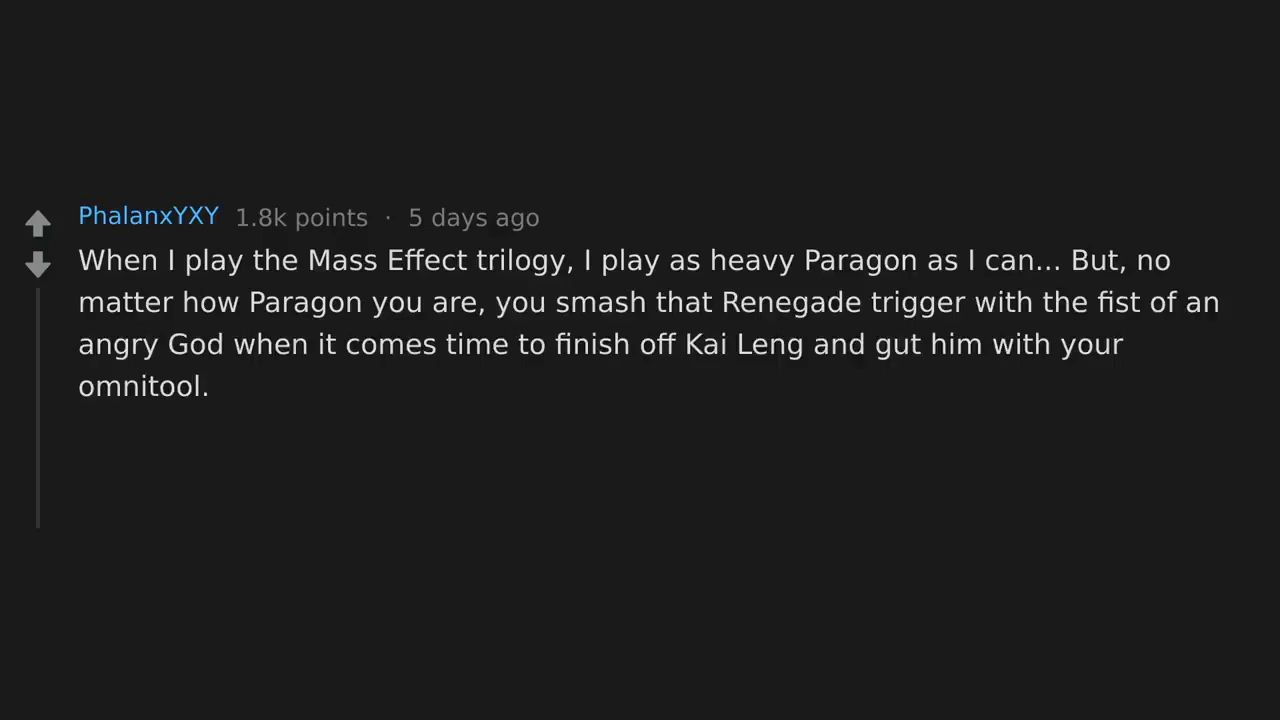 PhalanxYXY 1.8k points · 5 days ago
When I play the Mass Effect trilogy, I play as heavy Paragon as I can... But, no
matter how Paragon you are, you smash that Renegade trigger with the fist of an
angry God when it comes time to finish off Kai Leng and gut him with your
omnitool.